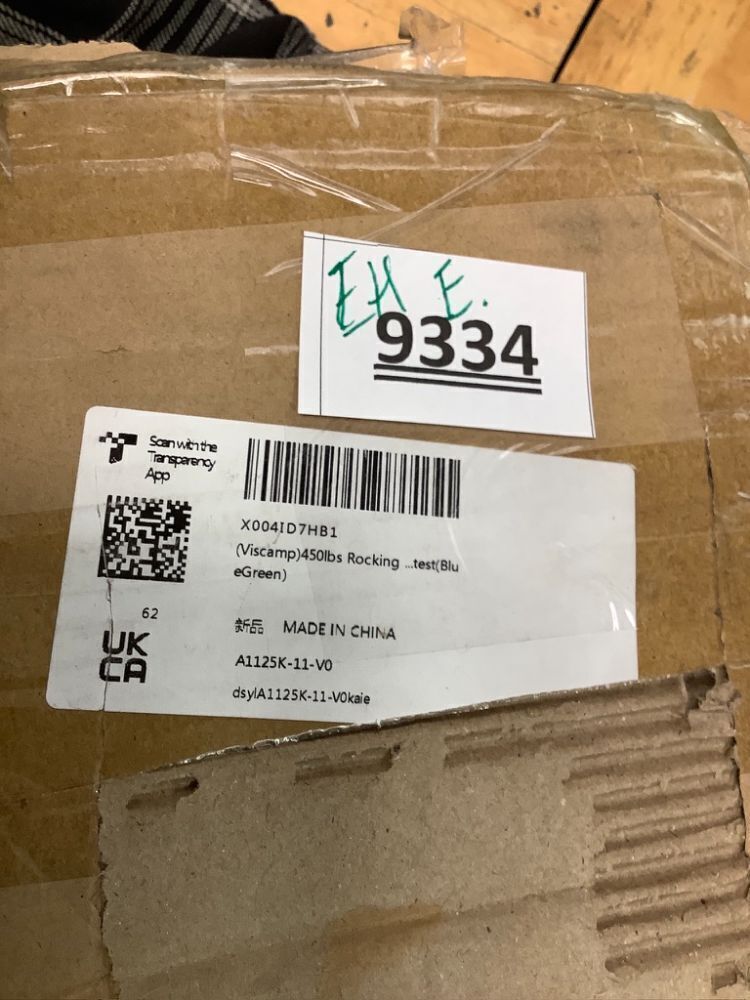 EH E.
9334
Scan with the
Transparency
App
X004ID7HB1
(Viscamp)450lbs Rocking ...test(Blu
eGreen)
62
新品 MADE IN CHINA
UK
CA
A1125K-11-V0
dsylA1125K-11-V0kaie